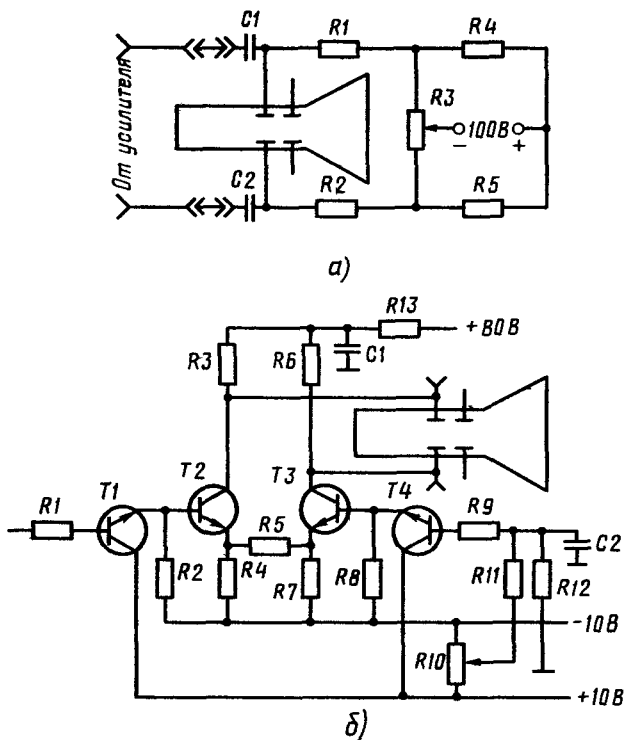 C1
R1
R4
От усилителя
R3
100В
− +
C2
R2
R5
а)
R13
+80В
R3
R6
C1
T2
T3
T1
T4
R1
R9
R5
C2
R2
R4
R7
R8
R11
R12
−10В
R10
+10В
б)